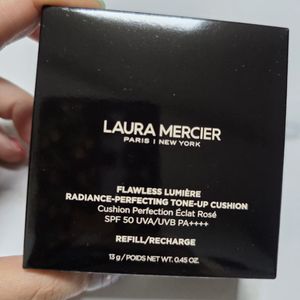 LAURA MERCIER
PARIS | NEW YORK
FLAWLESS LUMIÈRE
RADIANCE-PERFECTING TONE-UP CUSHION
Cushion Perfection Éclat Rosé
SPF 50 UVA/UVB PA++++
REFILL/RECHARGE
13 g/POIDS NET WT. 0.45 OZ.